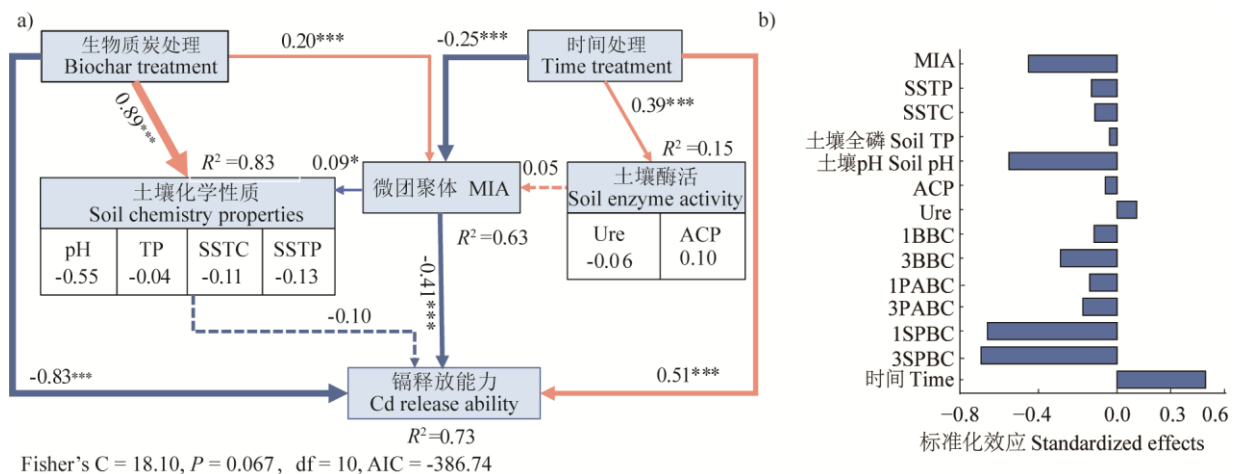 a)
生物质炭处理
Biochar treatment
0.20***
-0.25***
时间处理
Time treatment
0.89***
0.39***
R² =0.83
0.09*
R² =0.15
0.05
土壤化学性质
Soil chemistry properties
微团聚体 MIA
土壤酶活
Soil enzyme activity
pH
-0.55
TP
-0.04
SSTC
-0.11
SSTP
-0.13
R² =0.63
Ure
-0.06
ACP
0.10
-0.41***
-0.10
-0.83***
镉释放能力
Cd release ability
0.51***
R²=0.73
Fisher's C = 18.10, P = 0.067, df = 10, AIC = -386.74
b)
MIA
SSTP
SSTC
土壤全磷 Soil TP
土壤pH Soil pH
ACP
Ure
1BBC
3BBC
1PABC
3PABC
1SPBC
3SPBC
时间 Time
−0.8 −0.4 0.0 0.3 0.6
标准化效应 Standardized effects